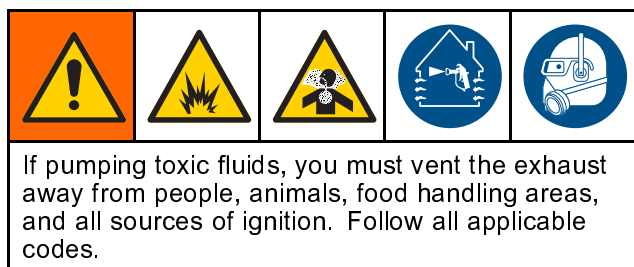 If pumping toxic fluids, you must vent the exhaust
away from people, animals, food handling areas,
and all sources of ignition.  Follow all applicable
codes.